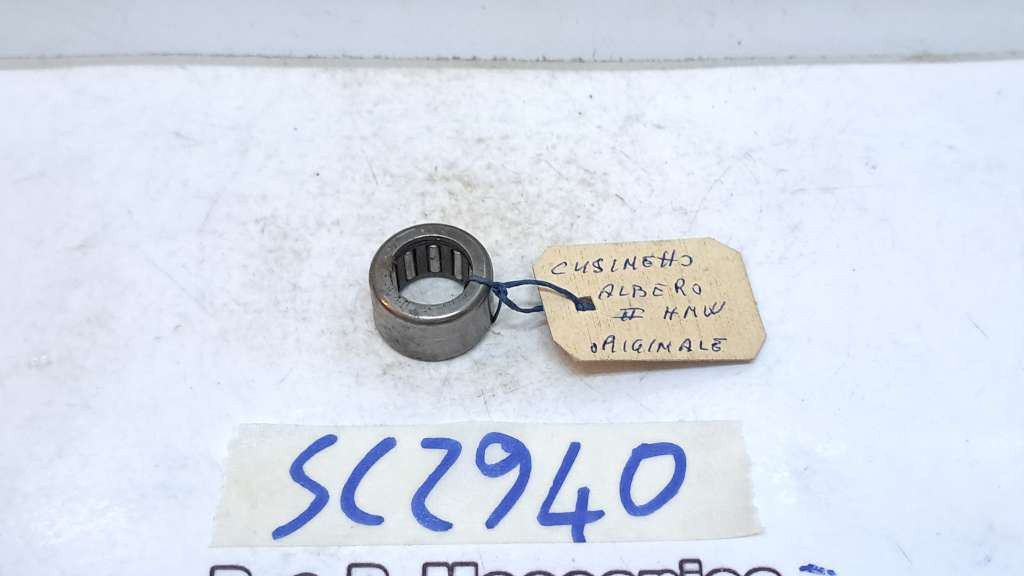 CUSINETTO
ALBERO
II HMW
ORIGINALE
SC2940